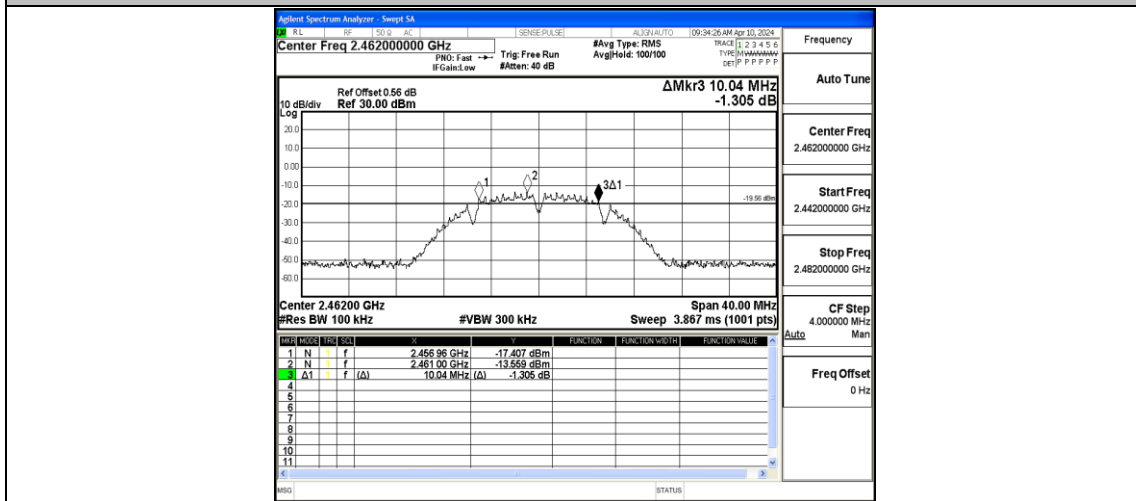 Agilent Spectrum Analyzer - Swept SA
RL RF 50 Ω AC SENSE:PULSE ALIGN AUTO 09:34:26 AM Apr 10, 2024
Center Freq 2.462000000 GHz
PNO: Fast
IFGain:Low
Trig: Free Run
#Atten: 40 dB
#Avg Type: RMS
Avg|Hold: 100/100
TRACE 1 2 3 4 5 6
TYPE M
DET P P P P P P
ΔMkr3 10.04 MHz
-1.305 dB
Ref Offset 0.56 dB
10 dB/div Ref 30.00 dBm
Log
20.0
10.0
0.00
-10.0
-20.0
-30.0
-40.0
-50.0
-60.0
1
2
3Δ1
-19.56 dBm
Center 2.46200 GHz Span 40.00 MHz
#Res BW 100 kHz #VBW 300 kHz Sweep 3.867 ms (1001 pts)
MKR MODE TRC SCL X Y FUNCTION FUNCTION WIDTH FUNCTION VALUE
1 N 1 f 2.456 96 GHz -17.407 dBm
2 N 1 f 2.461 00 GHz -13.559 dBm
3 Δ1 1 f (Δ) 10.04 MHz (Δ) -1.305 dB
4
5
6
7
8
9
10
11
MSG STATUS
Frequency
Auto Tune
Center Freq
2.462000000 GHz
Start Freq
2.442000000 GHz
Stop Freq
2.482000000 GHz
CF Step
4.000000 MHz
Auto Man
Freq Offset
0 Hz